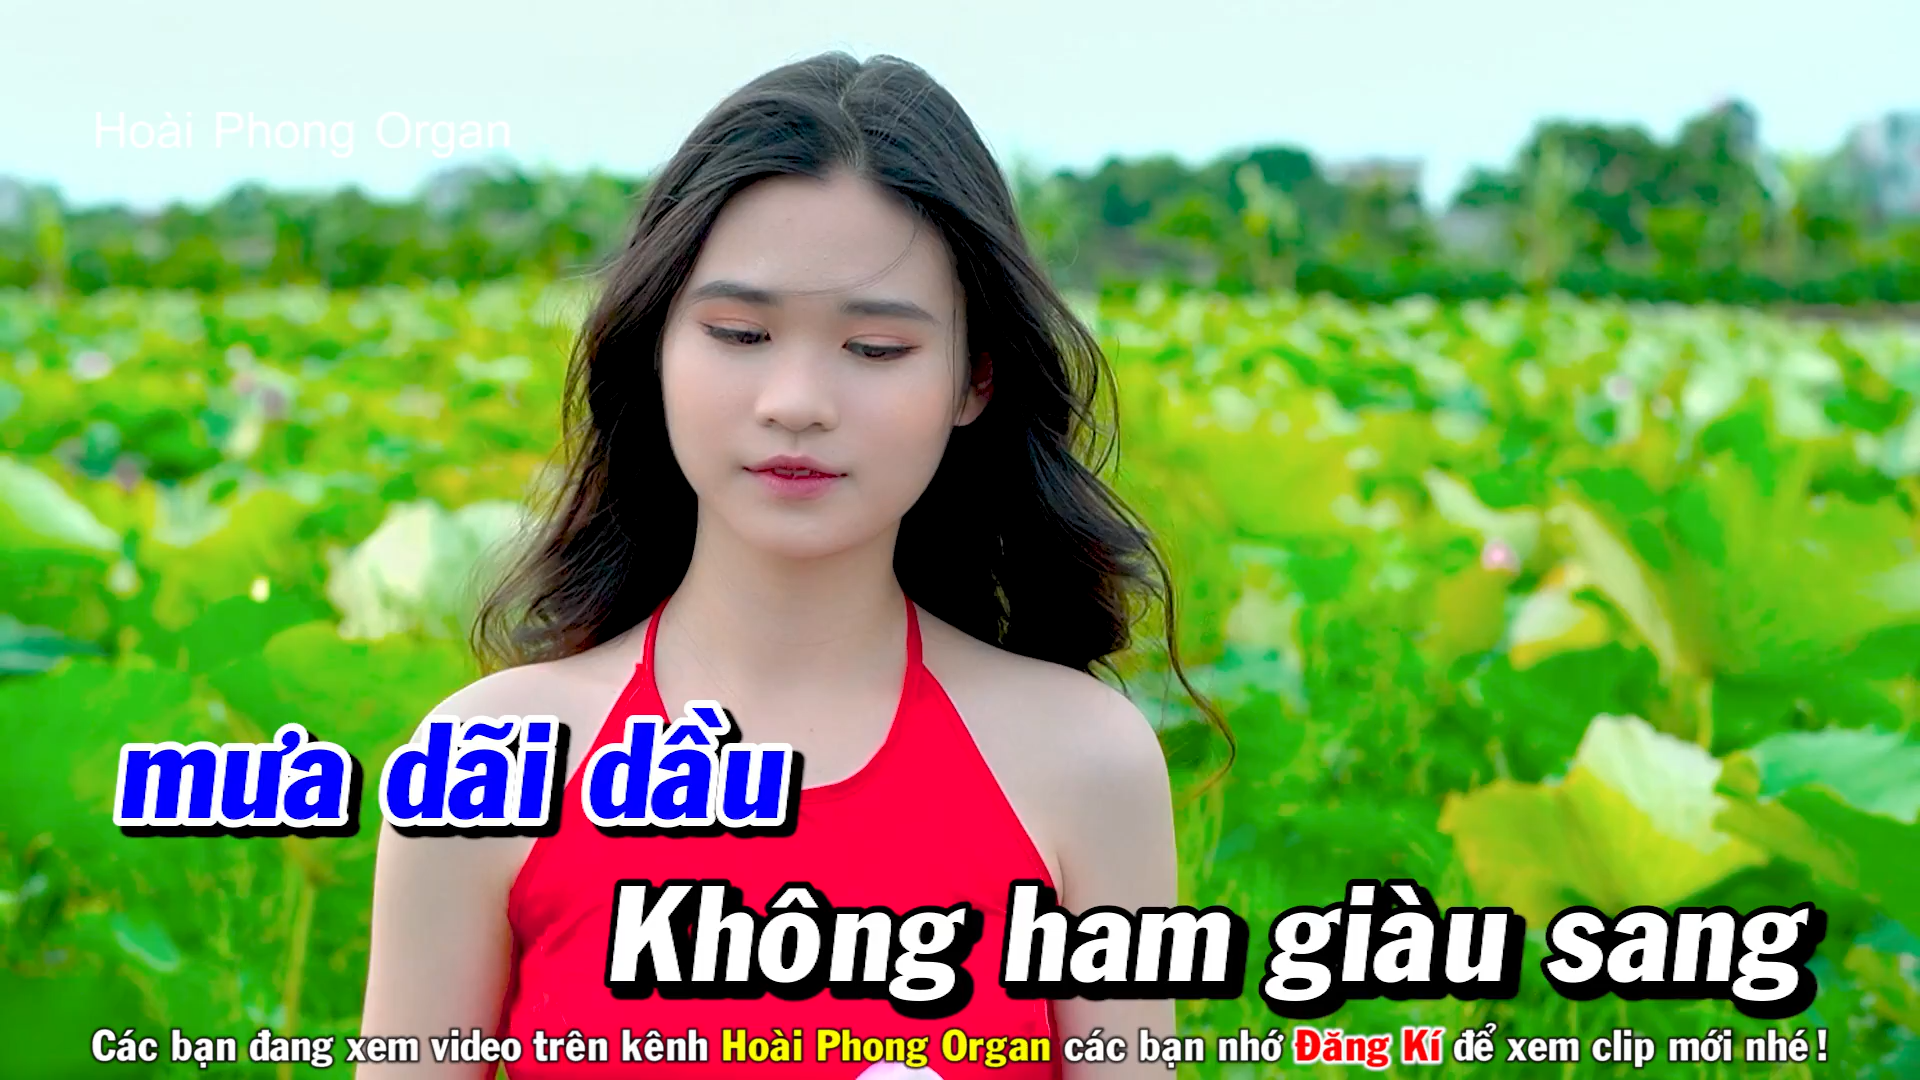 Hoài Phong Organ
mưa dãi dầu
Không ham giàu sang
Các bạn đang xem video trên kênh Hoài Phong Organ các bạn nhớ Đăng Kí để xem clip mới nhé !